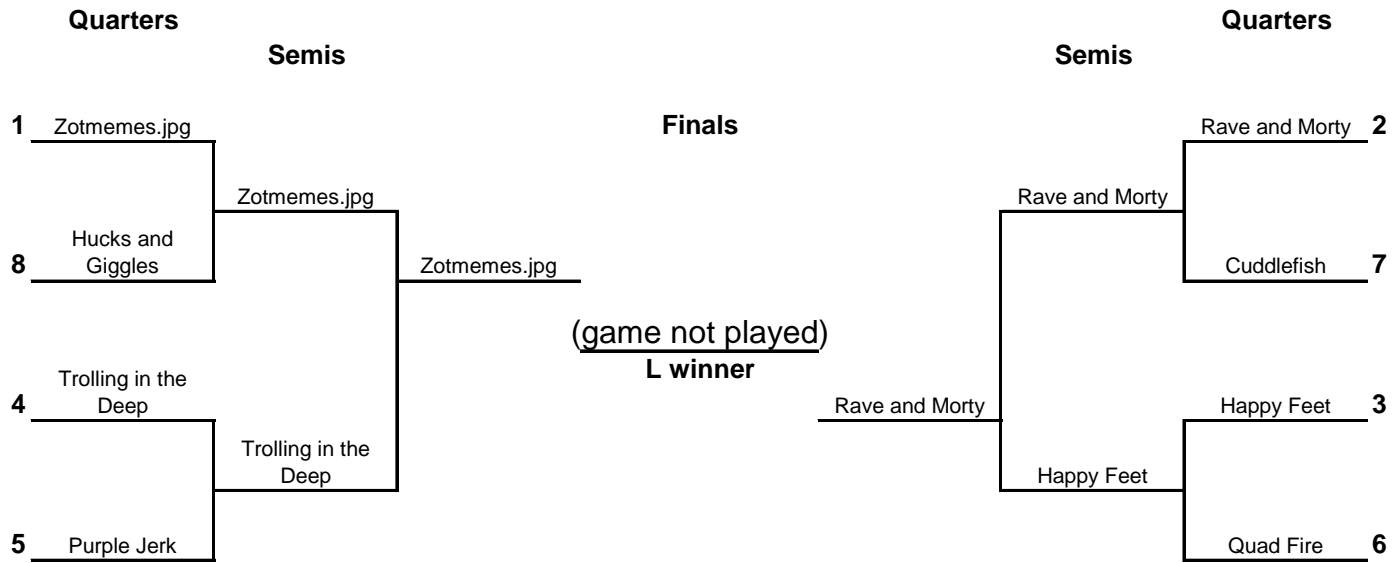 Quarters
Quarters
Semis
Semis
1 Zotmemes.jpg
Finals
Rave and Morty 2
Zotmemes.jpg
Rave and Morty
Hucks and
8 Giggles
Zotmemes.jpg
Cuddlefish 7
(game not played)
L winner
Trolling in the
4 Deep
Rave and Morty
Happy Feet 3
Trolling in the
Deep
Happy Feet
5 Purple Jerk
Quad Fire 6